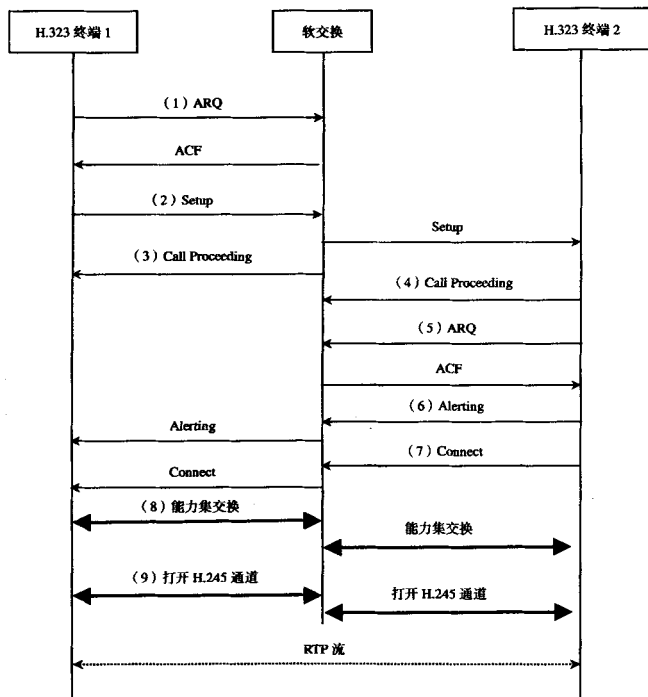 H.323 终端 1
软交换
H.323 终端 2
(1) ARQ
ACF
(2) Setup
Setup
(3) Call Proceeding
(4) Call Proceeding
(5) ARQ
ACF
(6) Alerting
Alerting
(7) Connect
Connect
(8) 能力集交换
能力集交换
(9) 打开 H.245 通道
打开 H.245 通道
RTP 流